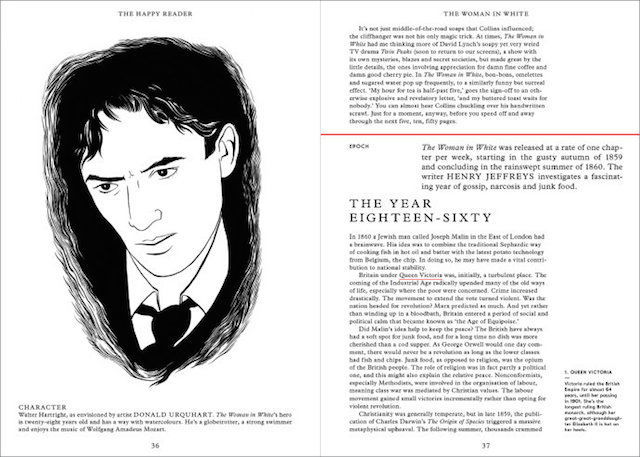 THE HAPPY READER
CHARACTER
Walter Hartright, as envisioned by artist DONALD URQUHART. The Woman in White's hero
is twenty-eight years old and has a way with watercolours. He's a globetrotter, a strong swimmer
and enjoys the music of Wolfgang Amadeus Mozart.
36
THE WOMAN IN WHITE
It's not just middle-of-the-road soaps that Collins influenced;
the cliffhanger was not his only magic trick. At times, The Woman in
White had me thinking more of David Lynch's soapy yet very weird
TV drama Twin Peaks (soon to return to our screens), a show with
its own mysteries, blazes and secret societies, but made great by the
little details, the ones involving appreciation for damn fine coffee and
damn good cherry pie. In The Woman in White, bon-bons, omelettes
and sugared water pop up frequently, to a similarly funny but surreal
effect. 'My hour for tea is half-past five,' goes the sign-off to an oth-
erwise-explosive and revelatory letter, 'and my buttered toast waits for
nobody.' You can almost hear Collins chuckling over his handwritten
scrawl. Just for a moment, anyway, before you speed off and away
through the next five, ten, fifty pages.
EPOCH
The Woman in White was released at a rate of one chap-
ter per week, starting in the gusty autumn of 1859
and concluding in the rainswept summer of 1860. The
writer HENRY JEFFREYS investigates a fascinat-
ing year of gossip, narcosis and junk food.
THE YEAR
EIGHTEEN-SIXTY
In 1860 a Jewish man called Joseph Malin in the East of London had
a brainwave. His idea was to combine the traditional Sephardic way
of cooking fish in hot oil and batter with the latest potato technology
from Belgium, the chip. In doing so, he may have made a vital contri-
bution to national stability.
Britain under Queen Victoria was, initially, a turbulent place. The
coming of the Industrial Age radically upended many of the old ways
of life, especially where the poor were concerned. Crime increased
drastically. The movement to extend the vote turned violent. Was the
nation headed for revolution? Marx predicted as much. And yet rather
than winding up in a bloodbath, Britain entered a period of social and
political calm that became known as 'the Age of Equipoise.'
Did Malin's idea help to keep the peace? The British have always
had a soft spot for junk food, and for a long time no dish was more
cherished than a cod supper. As George Orwell would one day com-
ment, there would never be a revolution as long as the lower classes
had fish and chips. Junk food, as opposed to religion, was the opium
of the British people. The role of religion was in fact partly a political
one, and this might also explain the relative peace. Nonconformists,
especially Methodists, were involved in the organisation of labour,
meaning class war was mediated by Christian values. The labour
movement gained small victories incrementally rather than opting for
violent revolution.
Christianity was generally temperate, but in late 1859, the publi-
cation of Charles Darwin's The Origin of Species triggered a massive
metaphysical upheaval. The following summer, thousands crammed
1. QUEEN VICTORIA
Victoria ruled the British
Empire for almost 64
years, until her passing
in 1901. She's the
longest ruling British
monarch, although her
great-great-granddaugh-
ter Elizabeth II is hot on
her heels.
37